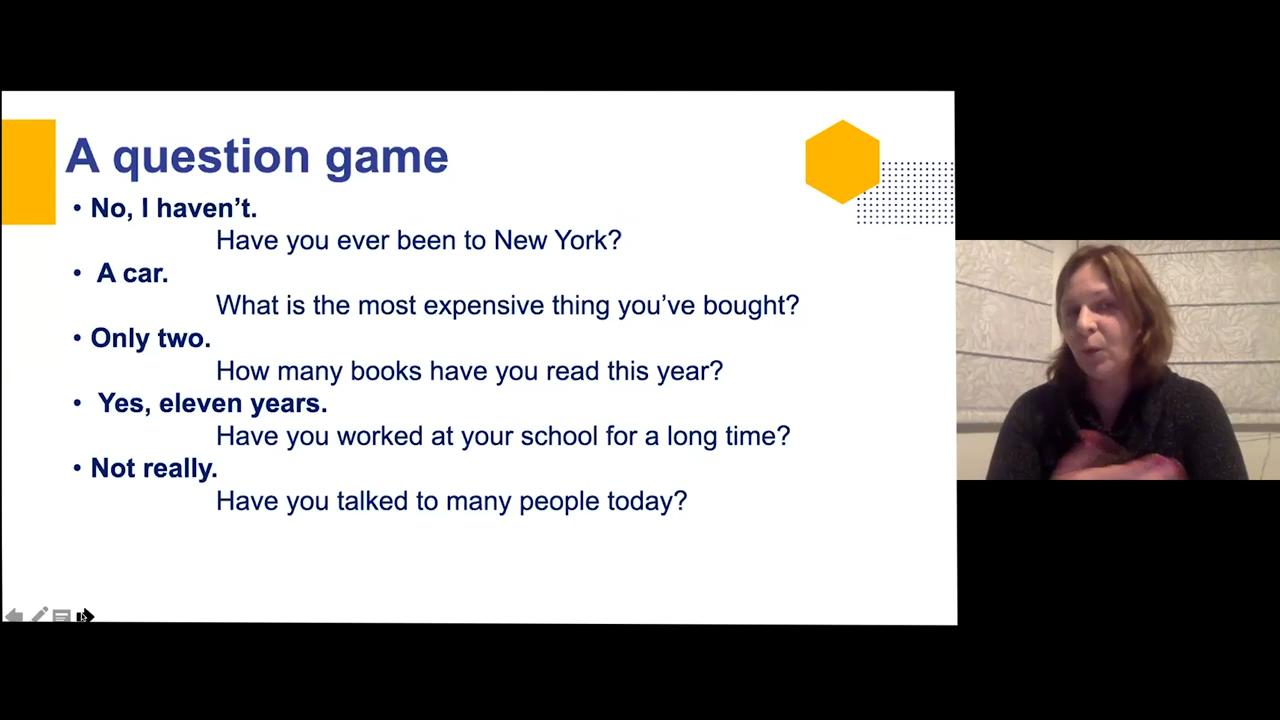 A question game
• No, I haven’t.
Have you ever been to New York?
• A car.
What is the most expensive thing you’ve bought?
• Only two.
How many books have you read this year?
• Yes, eleven years.
Have you worked at your school for a long time?
• Not really.
Have you talked to many people today?